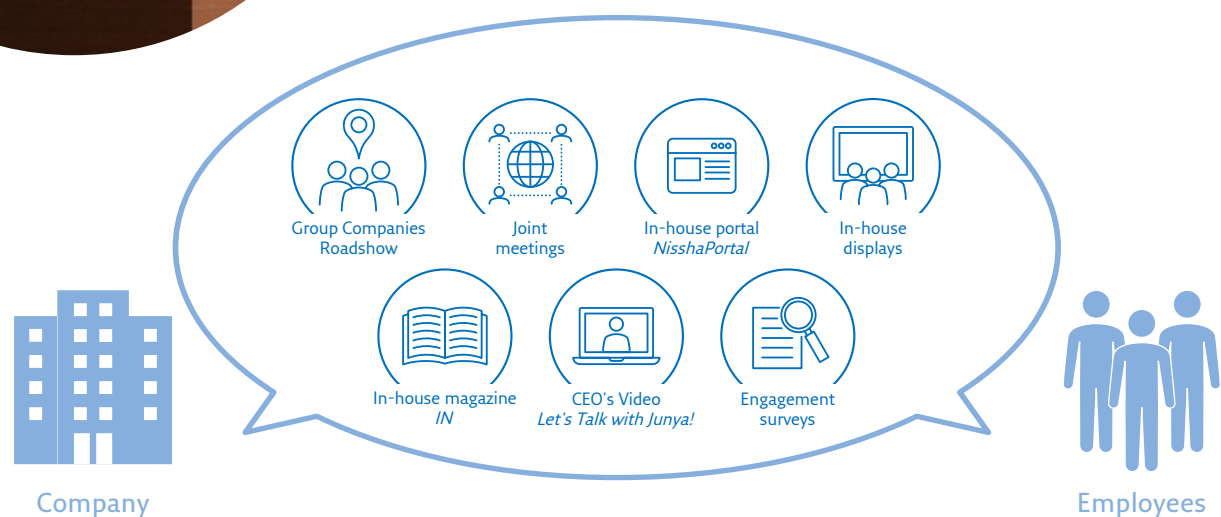 Group Companies
Roadshow
Joint
meetings
In-house portal
NisshaPortal
In-house
displays
In-house magazine
IN
CEO's Video
Let's Talk with Junya!
Engagement
surveys
Company
Employees